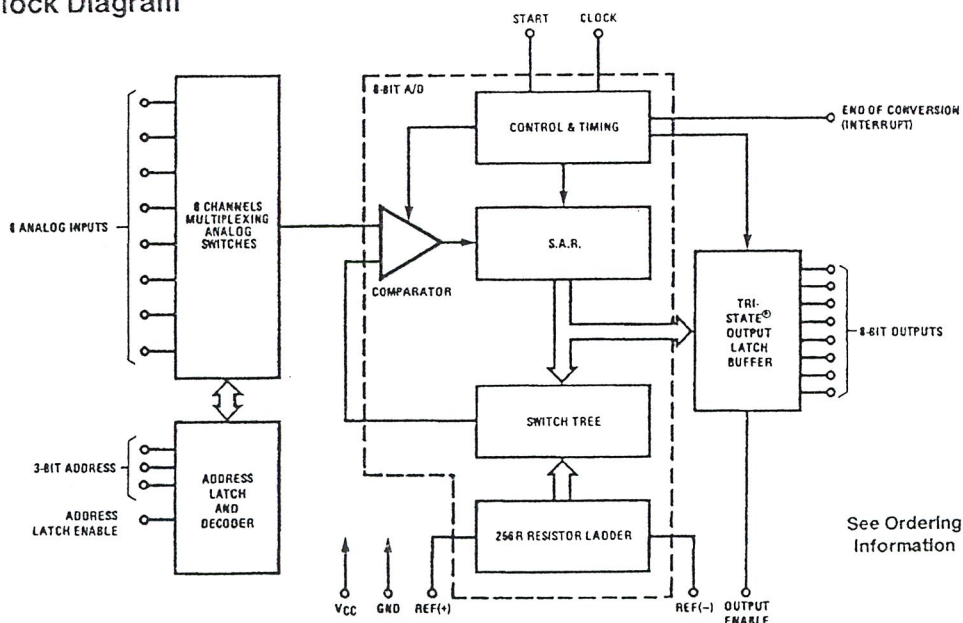 lock Diagram
START
CLOCK
8-BIT A/D
CONTROL & TIMING
END OF CONVERSION
(INTERRUPT)
8 ANALOG INPUTS
8 CHANNELS
MULTIPLEXING
ANALOG
SWITCHES
S.A.R.
COMPARATOR
TRI-
STATE®
OUTPUT
LATCH
BUFFER
8-BIT OUTPUTS
SWITCH TREE
3-BIT ADDRESS
ADDRESS
LATCH ENABLE
ADDRESS
LATCH
AND
DECODER
256R RESISTOR LADDER
See Ordering
Information
VCC
GND
REF(+)
REF(−)
OUTPUT
ENABLE